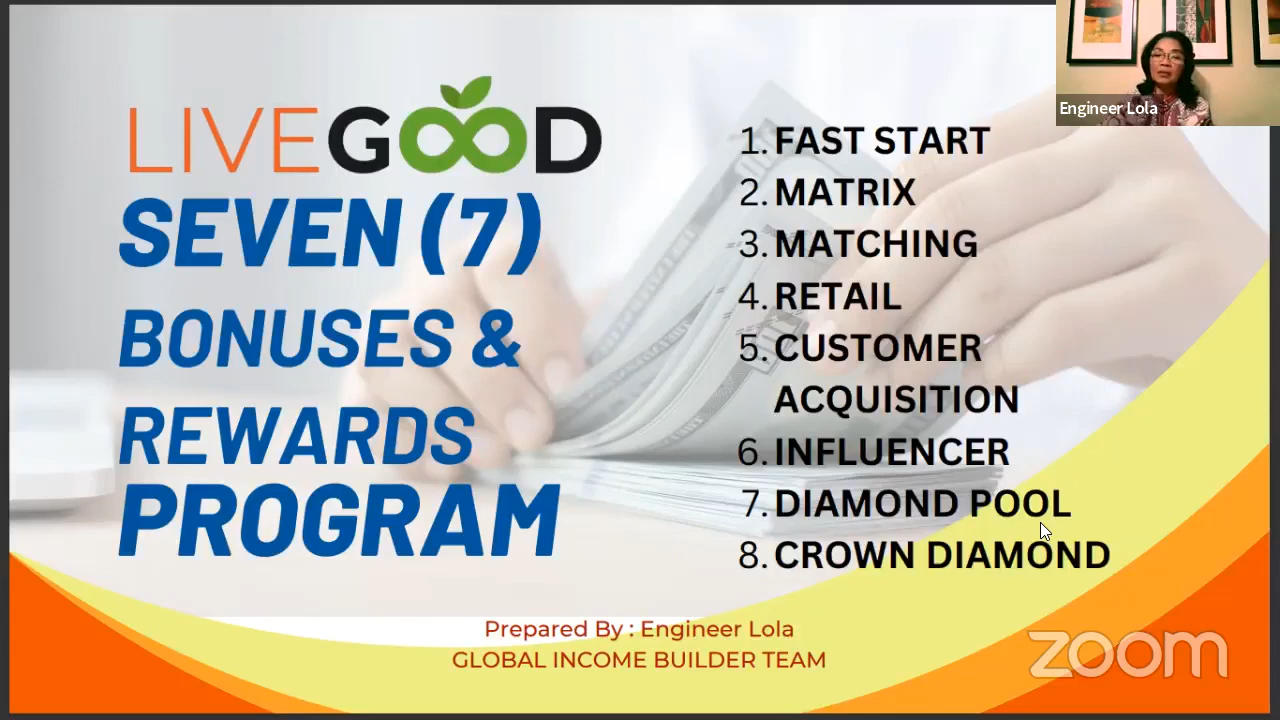 LIVEGOOD
SEVEN (7)
BONUSES &
REWARDS
PROGRAM
1. FAST START
2. MATRIX
3. MATCHING
4. RETAIL
5. CUSTOMER
ACQUISITION
6. INFLUENCER
7. DIAMOND POOL
8. CROWN DIAMOND
Prepared By : Engineer Lola
GLOBAL INCOME BUILDER TEAM
Engineer Lola
zoom